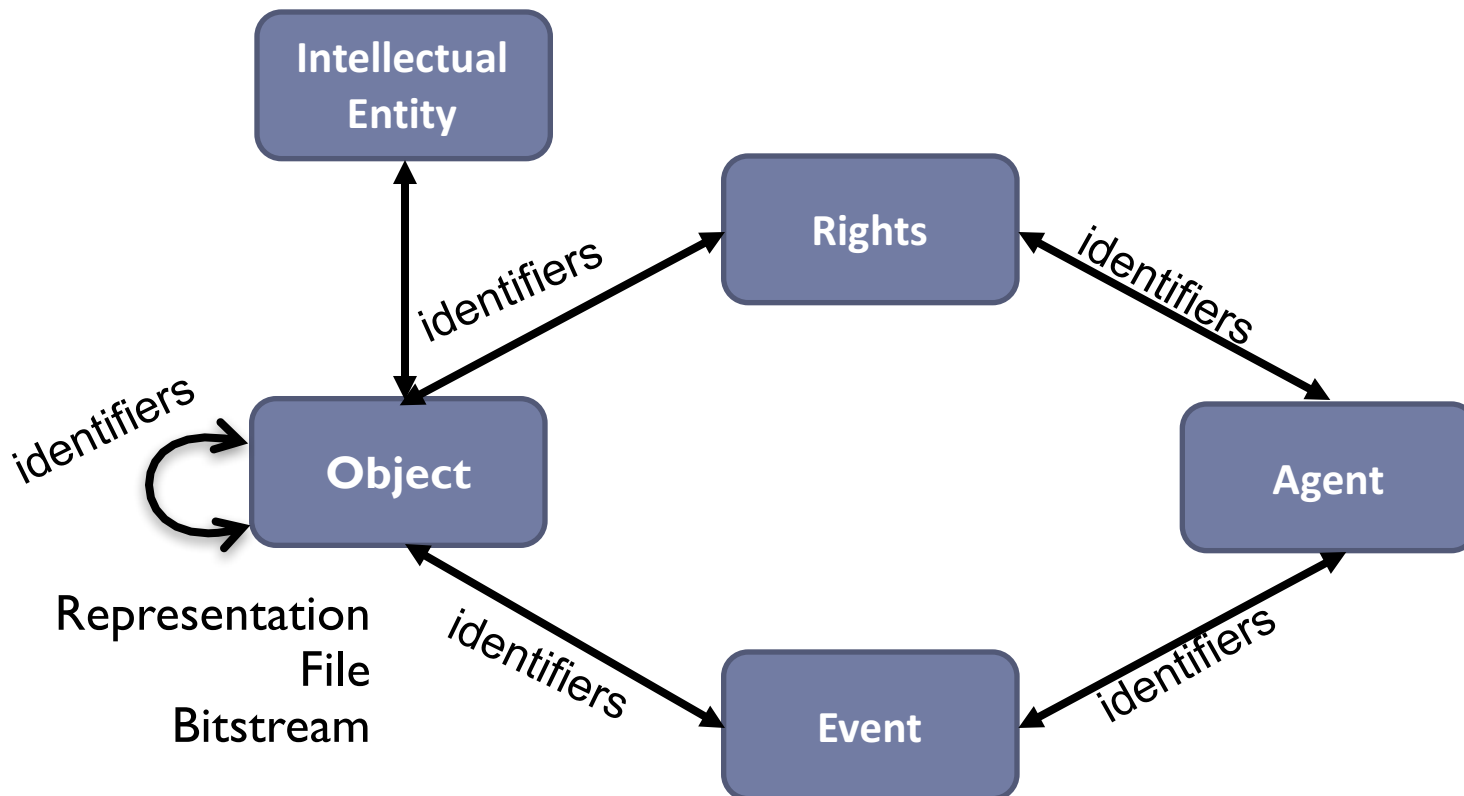 Intellectual
Entity
Rights
identifiers
identifiers
identifiers
Object
Agent
Representation
File
Bitstream
identifiers
identifiers
Event